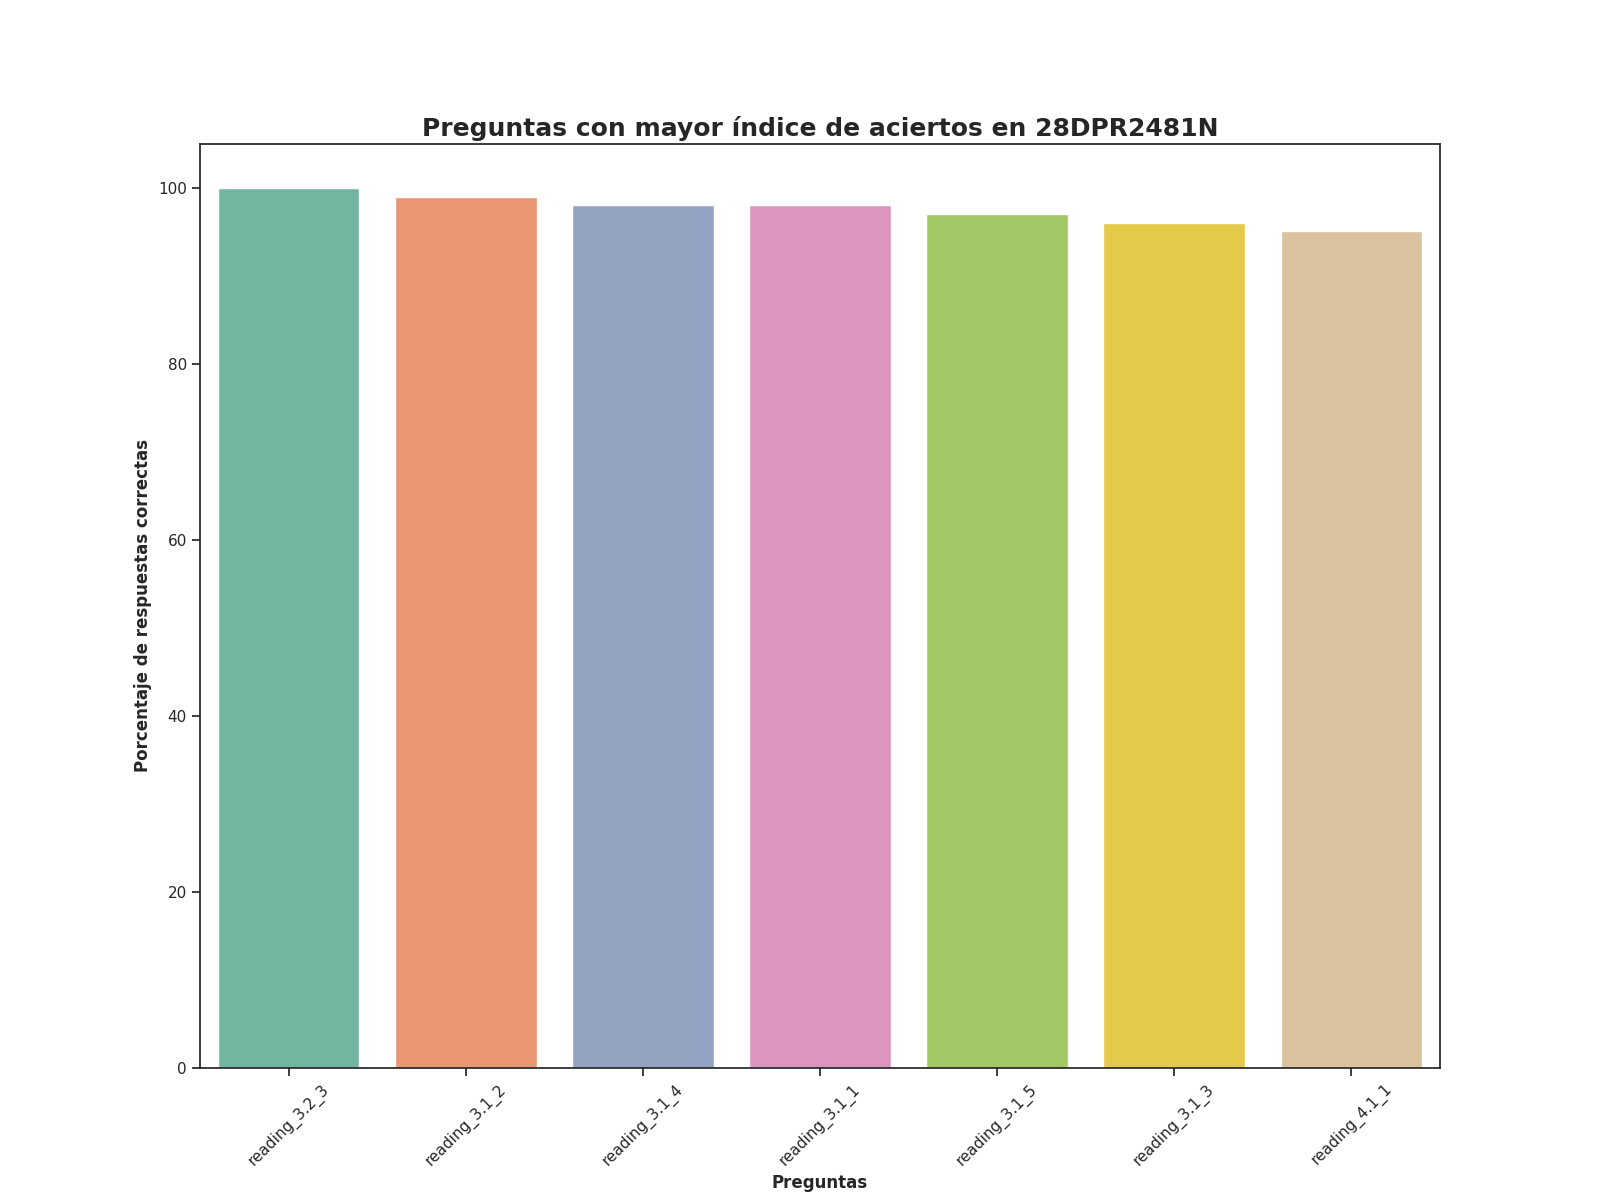 Preguntas con mayor índice de aciertos en 28DPR2481N
Porcentaje de respuestas correctas
100
80
60
40
20
0
reading_3.2_3
reading_3.1_2
reading_3.1_4
reading_3.1_1
reading_3.1_5
reading_3.1_3
reading_4.1_1
Preguntas